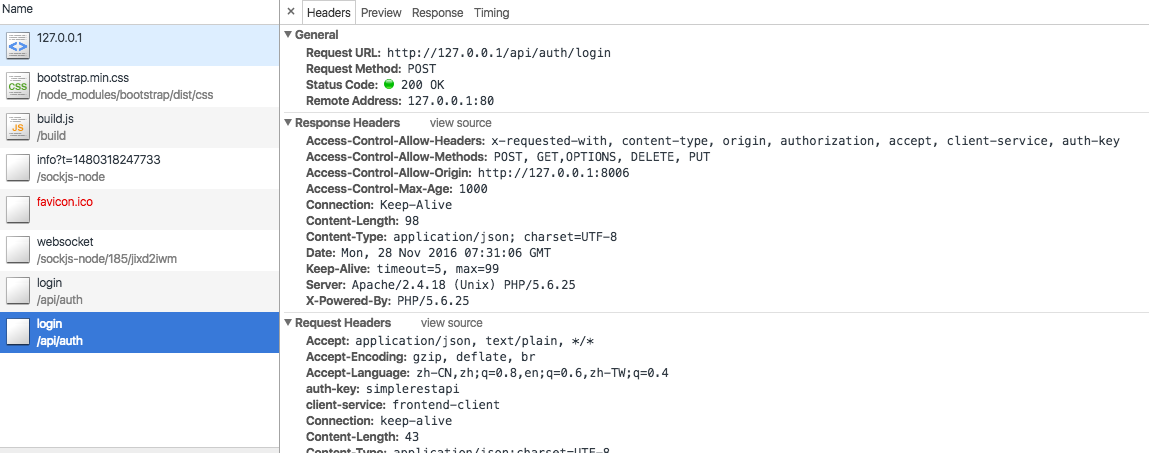 Name
127.0.0.1
bootstrap.min.css
/node_modules/bootstrap/dist/css
build.js
/build
info?t=1480318247733
/sockjs-node
favicon.ico
websocket
/sockjs-node/185/jixd2iwm
login
/api/auth
login
/api/auth
× Headers Preview Response Timing
▼ General
Request URL: http://127.0.0.1/api/auth/login
Request Method: POST
Status Code: 200 OK
Remote Address: 127.0.0.1:80
▼ Response Headers view source
Access-Control-Allow-Headers: x-requested-with, content-type, origin, authorization, accept, client-service, auth-key
Access-Control-Allow-Methods: POST, GET,OPTIONS, DELETE, PUT
Access-Control-Allow-Origin: http://127.0.0.1:8006
Access-Control-Max-Age: 1000
Connection: Keep-Alive
Content-Length: 98
Content-Type: application/json; charset=UTF-8
Date: Mon, 28 Nov 2016 07:31:06 GMT
Keep-Alive: timeout=5, max=99
Server: Apache/2.4.18 (Unix) PHP/5.6.25
X-Powered-By: PHP/5.6.25
▼ Request Headers view source
Accept: application/json, text/plain, */*
Accept-Encoding: gzip, deflate, br
Accept-Language: zh-CN,zh;q=0.8,en;q=0.6,zh-TW;q=0.4
auth-key: simplerestapi
client-service: frontend-client
Connection: keep-alive
Content-Length: 43
Content-Type: application/json;charset=UTF-8